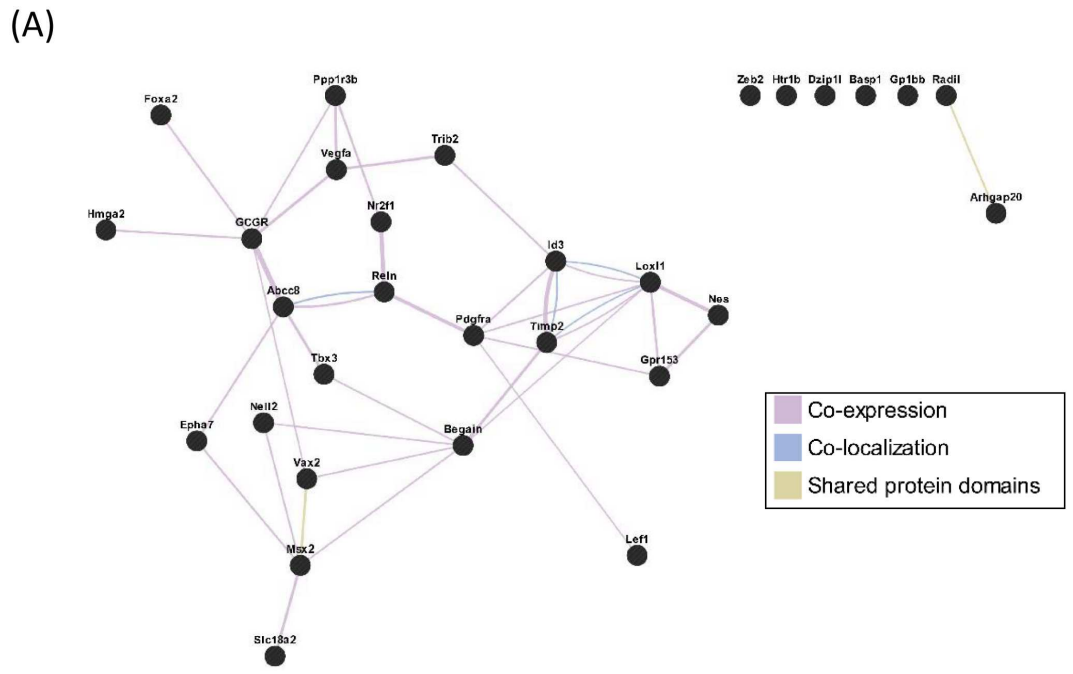 (A)
Ppp1r3b
Zeb2 Htr1b Dzip1l Basp1 Gp1bb Radil
Foxa2
Trib2
Vegfa
Arhgap20
Nr2f1
Hmga2
GCGR
Id3
Loxl1
Reln
Abcc8
Nes
Pdgfra
Timp2
Gpr153
Tbx3
Nell2
Co-expression
Epha7
Begain
Co-localization
Vax2
Shared protein domains
Lef1
Msx2
Slc18a2